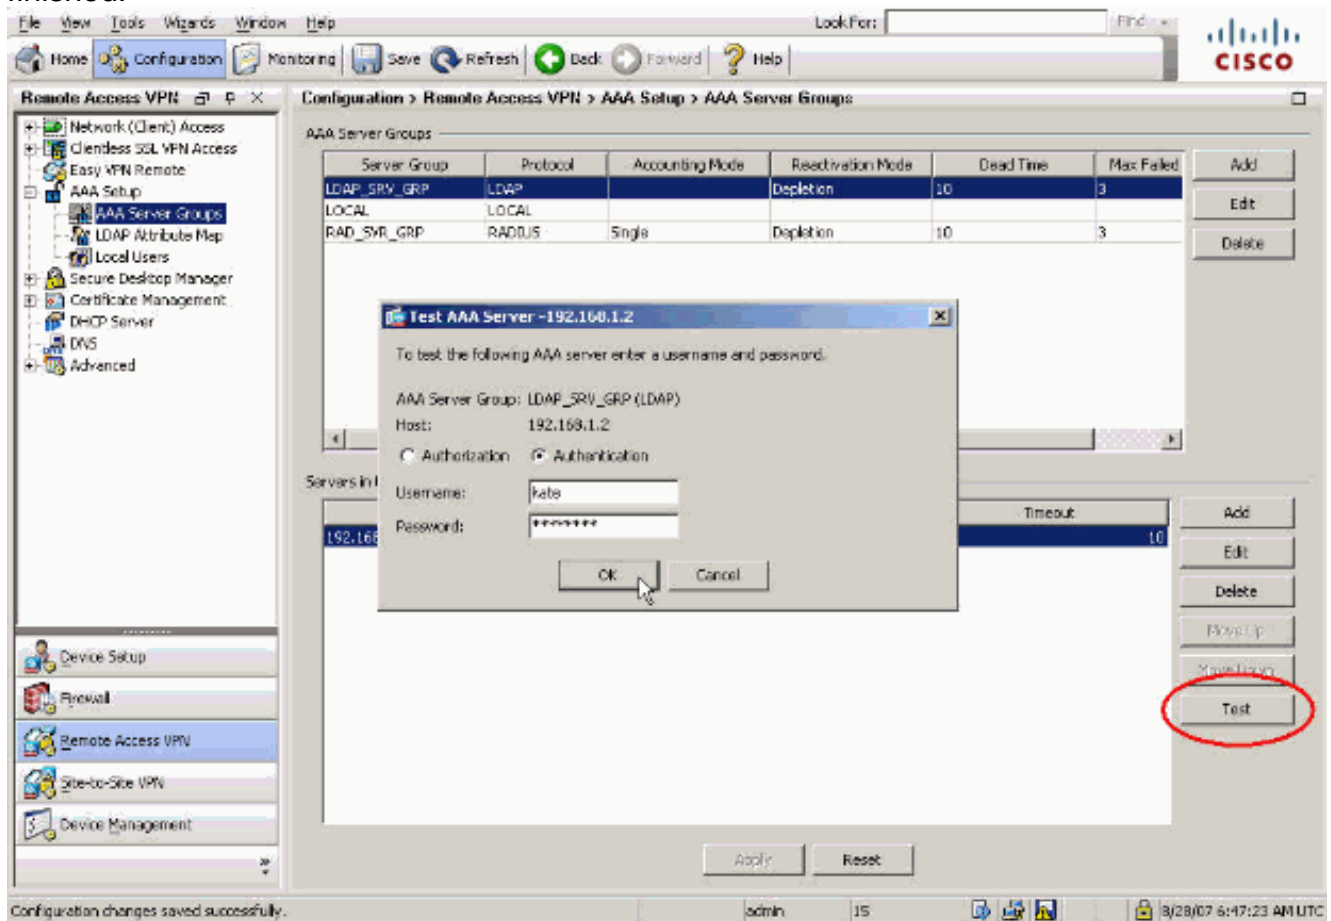 finished.
File View Tools Wizards Window Help Look For: Find
Home Configuration Monitoring Save Refresh Back Forward Help
CISCO
Remote Access VPN
Network (Client) Access
Clientless SSL VPN Access
Easy VPN Remote
AAA Setup
AAA Server Groups
LDAP Attribute Map
Local Users
Secure Desktop Manager
Certificate Management
DHCP Server
DNS
Advanced
Device Setup
Firewall
Remote Access VPN
Site-to-Site VPN
Device Management
Configuration > Remote Access VPN > AAA Setup > AAA Server Groups
AAA Server Groups
Server Group Protocol Accounting Mode Reactivation Mode Dead Time Max Failed
LDAP_SRV_GRP LDAP Depletion 10 3
LOCAL LOCAL
RAD_SVR_GRP RADIUS Single Depletion 10 3
Add
Edit
Delete
Test AAA Server -192.168.1.2
To test the following AAA server enter a username and password.
AAA Server Group: LDAP_SRV_GRP (LDAP)
Host: 192.168.1.2
Authorization Authentication
Username: kate
Password: ********
OK Cancel
Servers in
Timeout
192.168 10
Add
Edit
Delete
Move Up
Move Down
Test
Apply Reset
Configuration changes saved successfully. admin 15 8/28/07 6:47:23 AM UTC